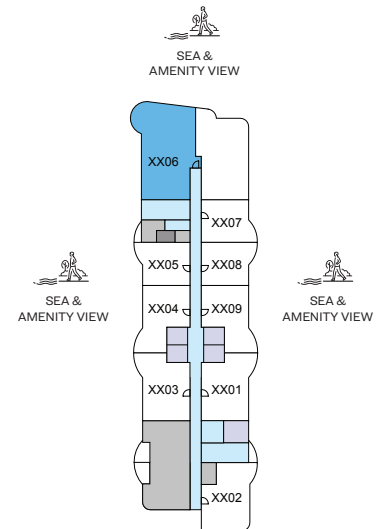 SEA &
AMENITY VIEW
XX06
XX07
XX05
XX08
SEA &
AMENITY VIEW
SEA &
AMENITY VIEW
XX04
XX09
XX03
XX01
XX02